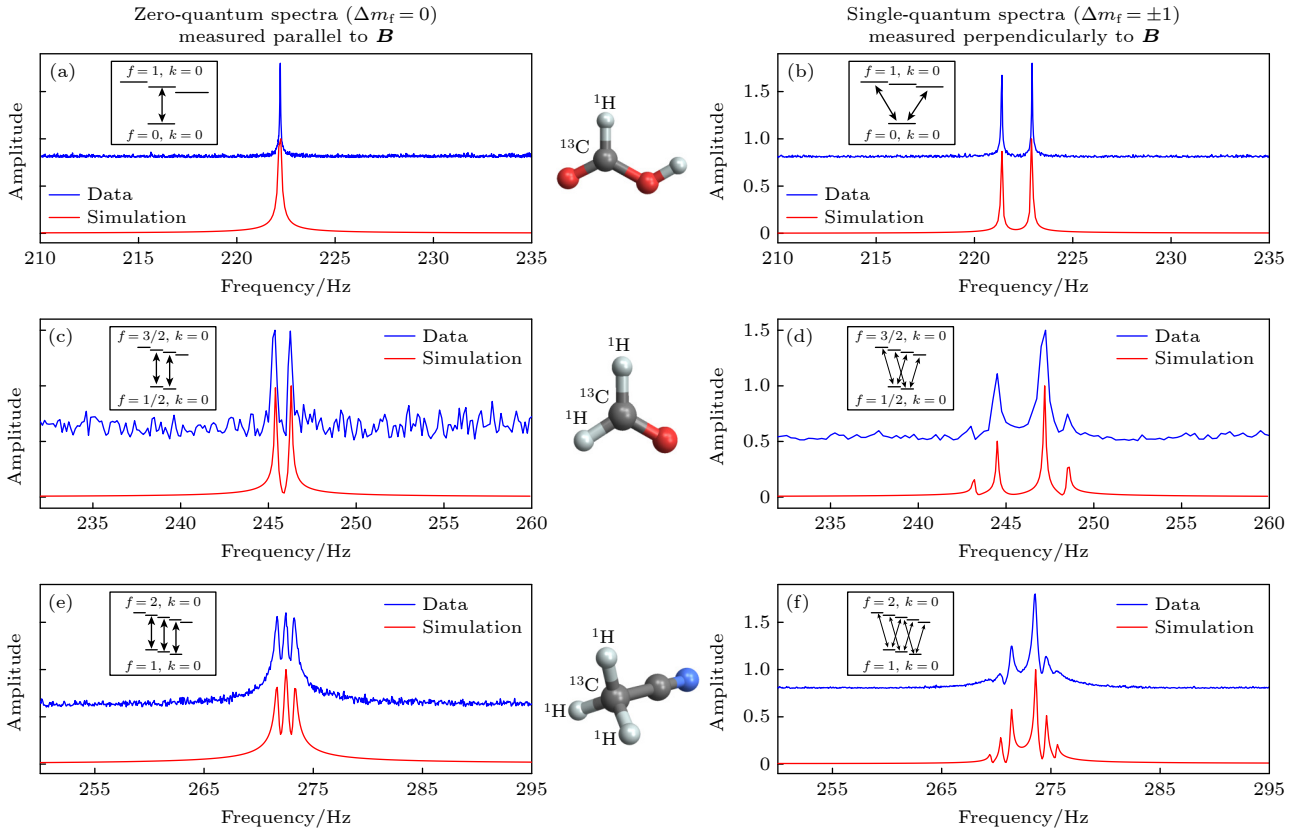 Zero-quantum spectra (Δm_f = 0)
measured parallel to B
Single-quantum spectra (Δm_f = ±1)
measured perpendicularly to B
(a)
f = 1, k = 0
f = 0, k = 0
Amplitude
Data
Simulation
210 215 220 225 230 235
Frequency/Hz
¹H
¹³C
(b)
f = 1, k = 0
f = 0, k = 0
Amplitude
1.5
1.0
0.5
0
Data
Simulation
210 215 220 225 230 235
Frequency/Hz
(c)
f = 3/2, k = 0
f = 1/2, k = 0
Amplitude
Data
Simulation
235 240 245 250 255 260
Frequency/Hz
¹H
¹³C
¹H
(d)
f = 3/2, k = 0
f = 1/2, k = 0
Amplitude
1.5
1.0
0.5
0
Data
Simulation
235 240 245 250 255 260
Frequency/Hz
(e)
f = 2, k = 0
f = 1, k = 0
Amplitude
Data
Simulation
255 265 275 285 295
Frequency/Hz
¹H
¹³C
¹H
¹H
(f)
f = 2, k = 0
f = 1, k = 0
Amplitude
1.5
1.0
0.5
0
Data
Simulation
255 265 275 285 295
Frequency/Hz